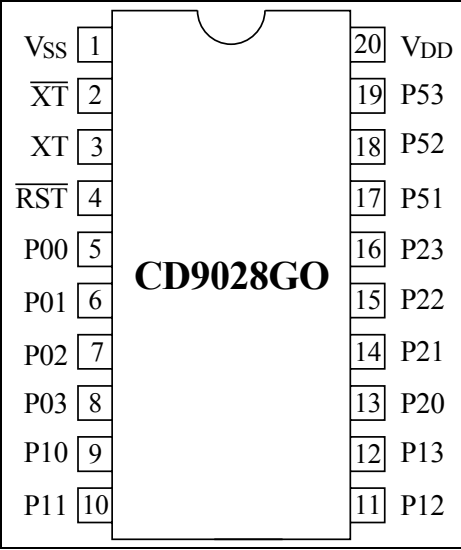 VSS 1 20 VDD
X̅T̅ 2 19 P53
XT 3 18 P52
R̅S̅T̅ 4 17 P51
P00 5 16 P23
CD9028GO
P01 6 15 P22
P02 7 14 P21
P03 8 13 P20
P10 9 12 P13
P11 10 11 P12